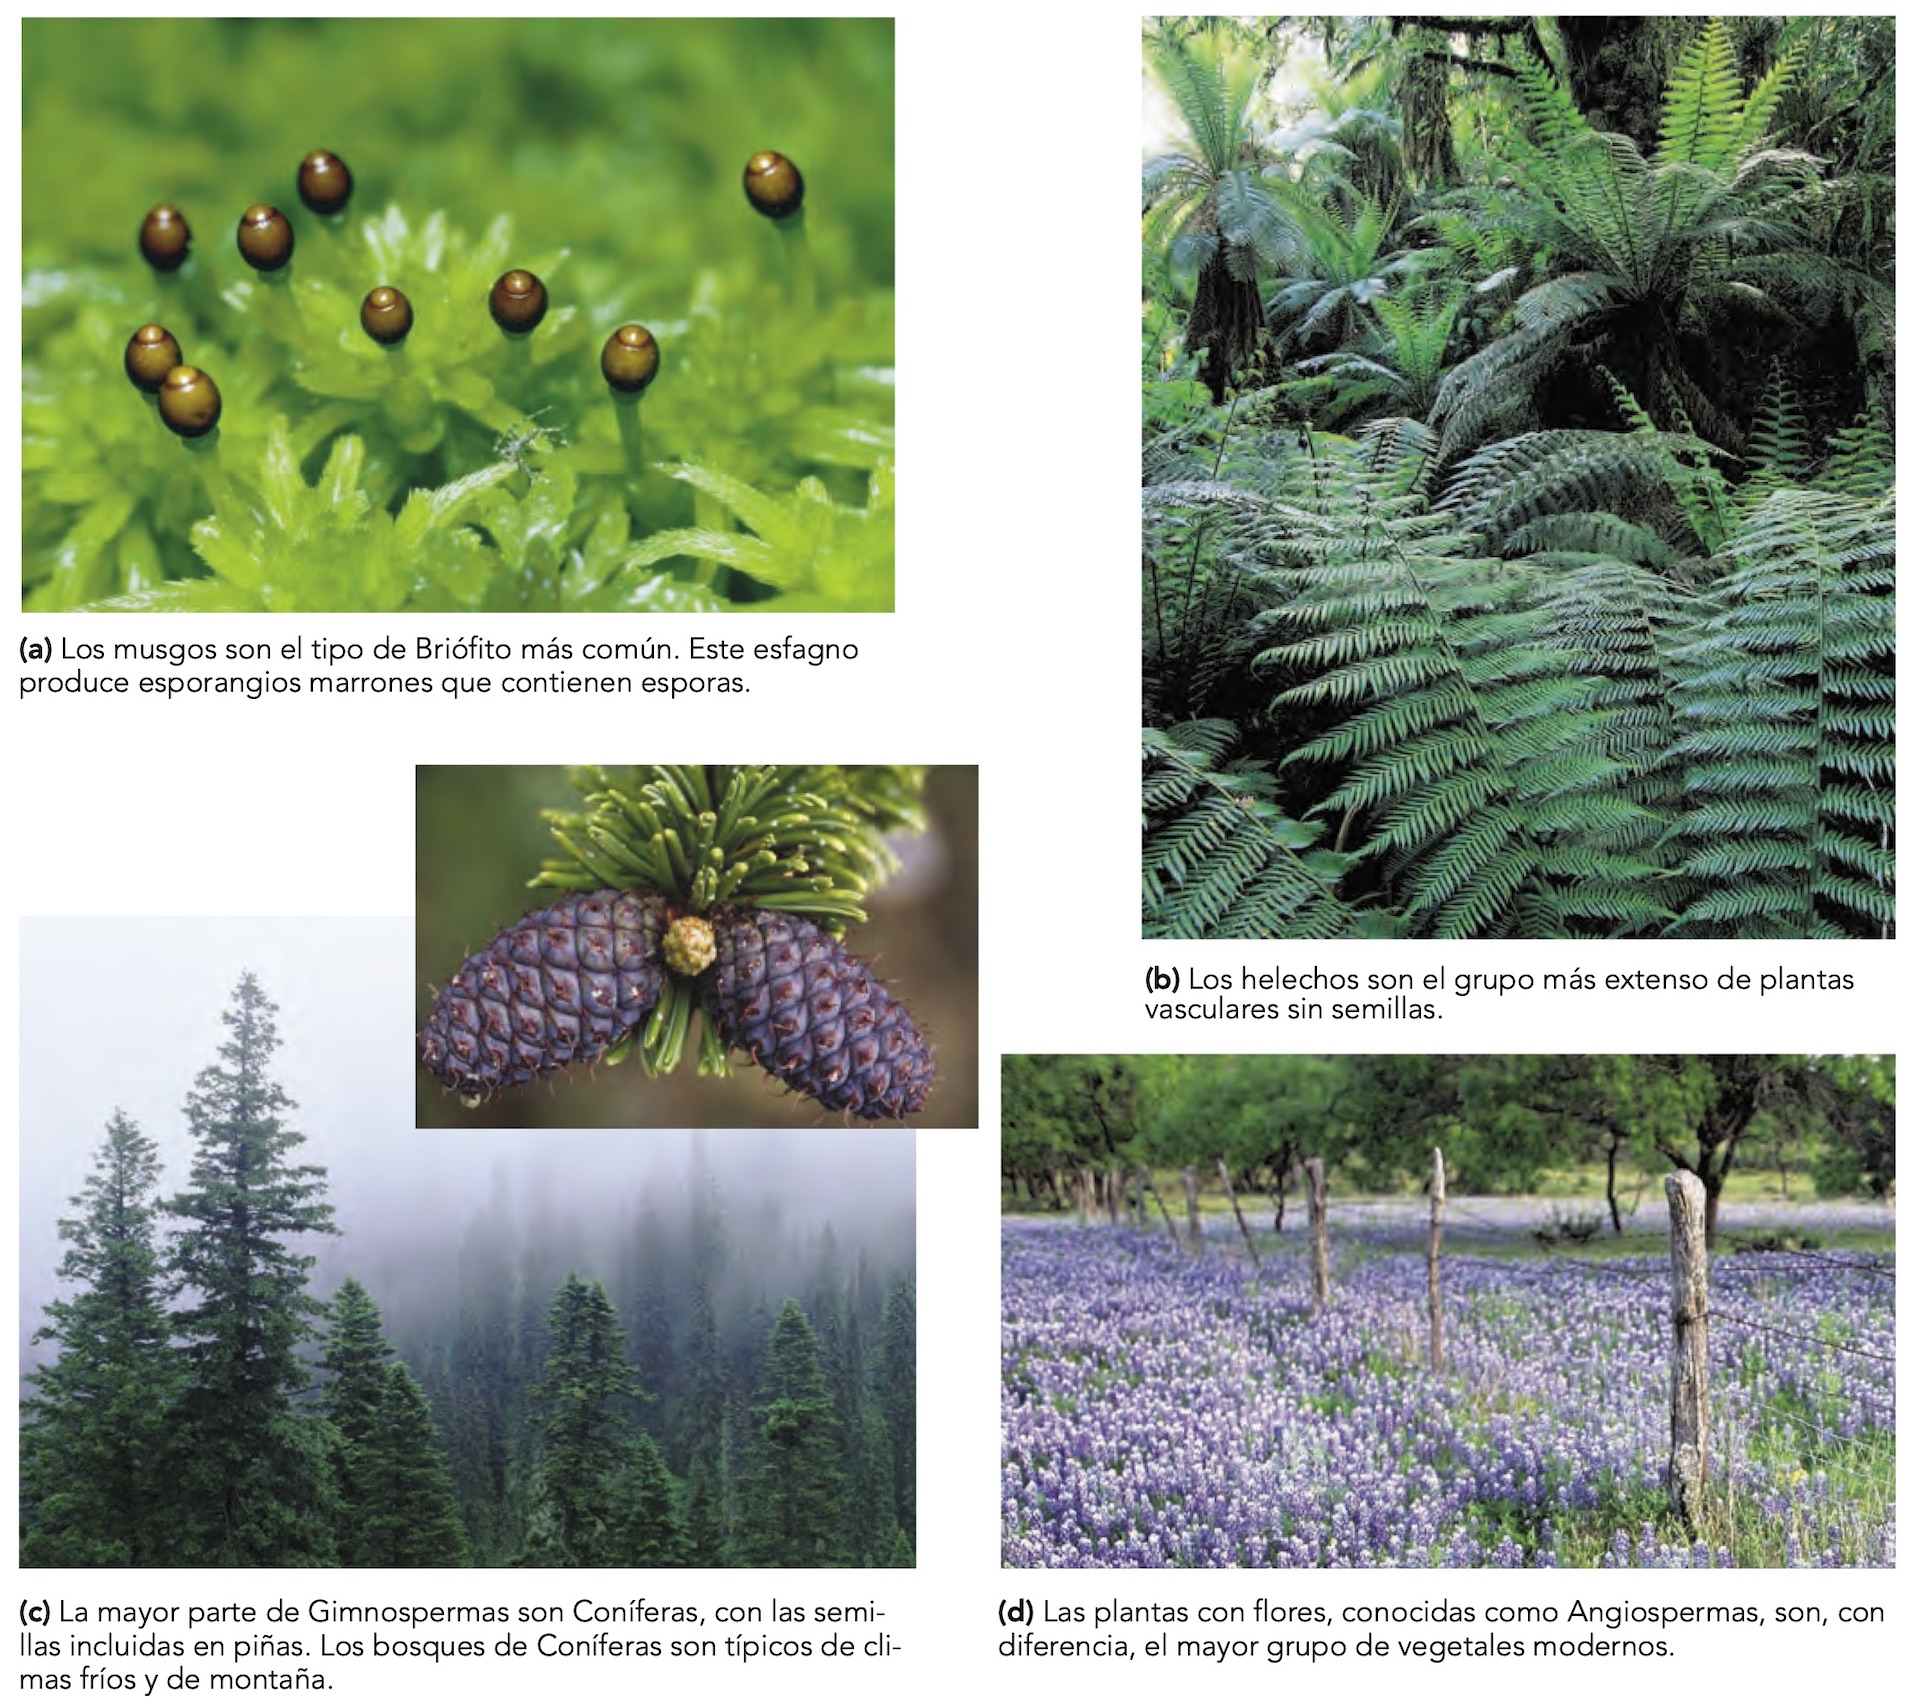 (a) Los musgos son el tipo de Briófito más común. Este esfagno
produce esporangios marrones que contienen esporas.
(b) Los helechos son el grupo más extenso de plantas
vasculares sin semillas.
(c) La mayor parte de Gimnospermas son Coníferas, con las semi-
llas incluidas en piñas. Los bosques de Coníferas son típicos de cli-
mas fríos y de montaña.
(d) Las plantas con flores, conocidas como Angiospermas, son, con
diferencia, el mayor grupo de vegetales modernos.